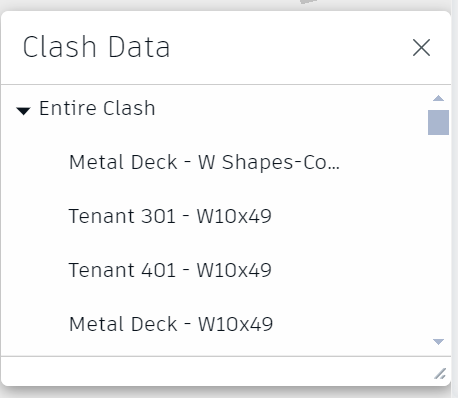 Clash Data
Entire Clash
Metal Deck - W Shapes-Co...
Tenant 301 - W10x49
Tenant 401 - W10x49
Metal Deck - W10x49